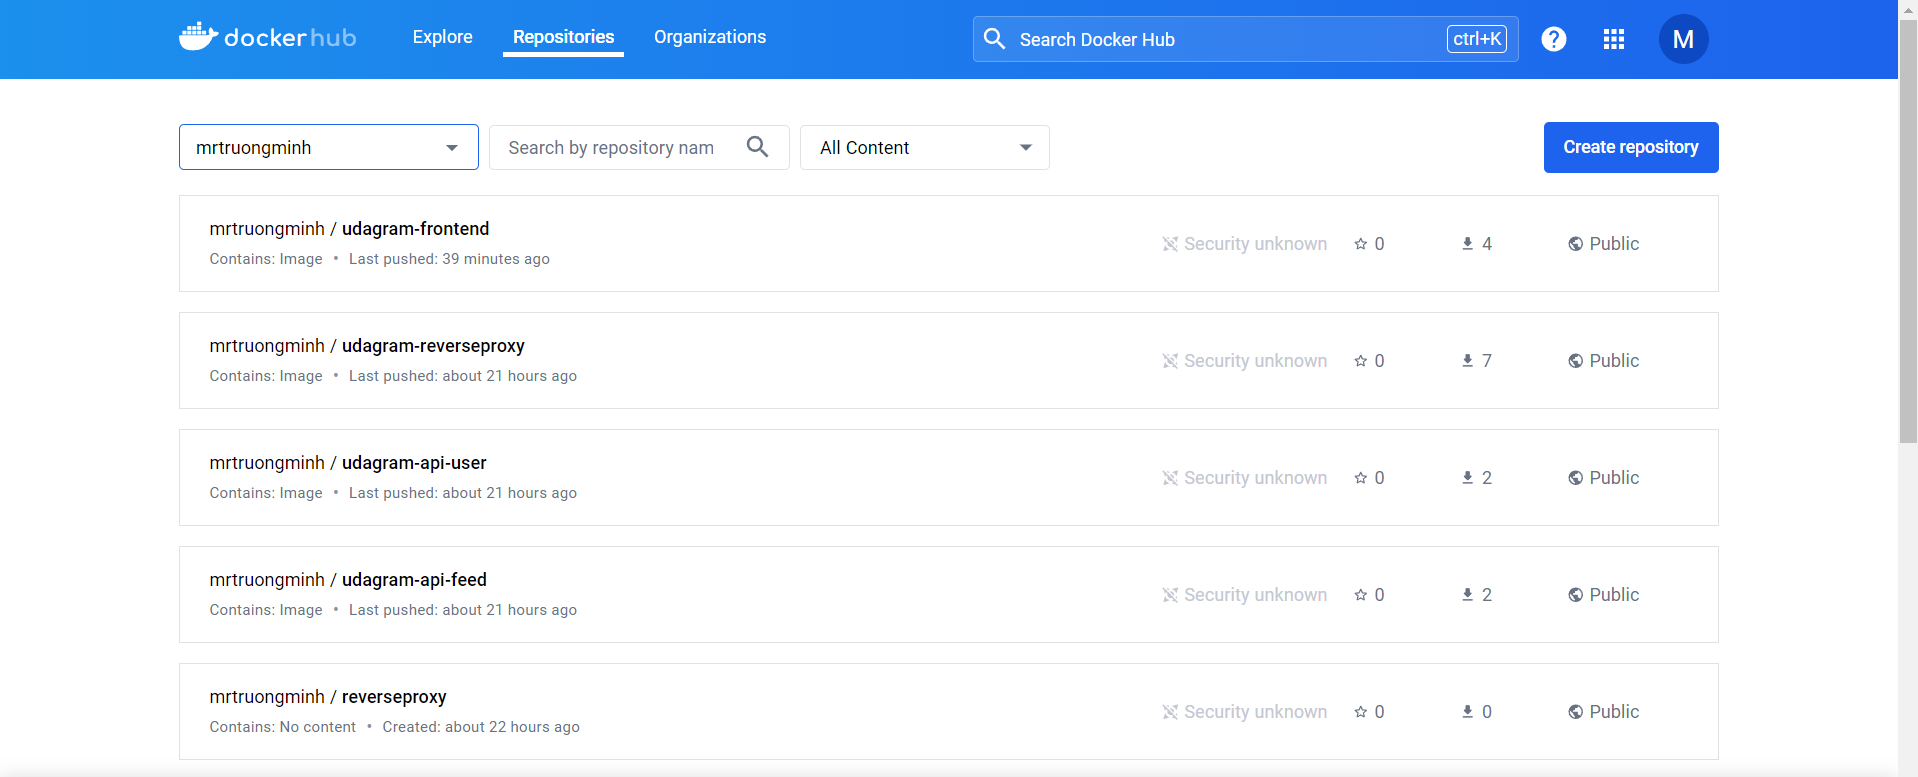 dockerhub Explore Repositories Organizations Search Docker Hub ctrl+K ? M
mrtruongminh Search by repository nam All Content Create repository
mrtruongminh / udagram-frontend
Contains: Image • Last pushed: 39 minutes ago
Security unknown 0 4 Public
mrtruongminh / udagram-reverseproxy
Contains: Image • Last pushed: about 21 hours ago
Security unknown 0 7 Public
mrtruongminh / udagram-api-user
Contains: Image • Last pushed: about 21 hours ago
Security unknown 0 2 Public
mrtruongminh / udagram-api-feed
Contains: Image • Last pushed: about 21 hours ago
Security unknown 0 2 Public
mrtruongminh / reverseproxy
Contains: No content • Created: about 22 hours ago
Security unknown 0 0 Public